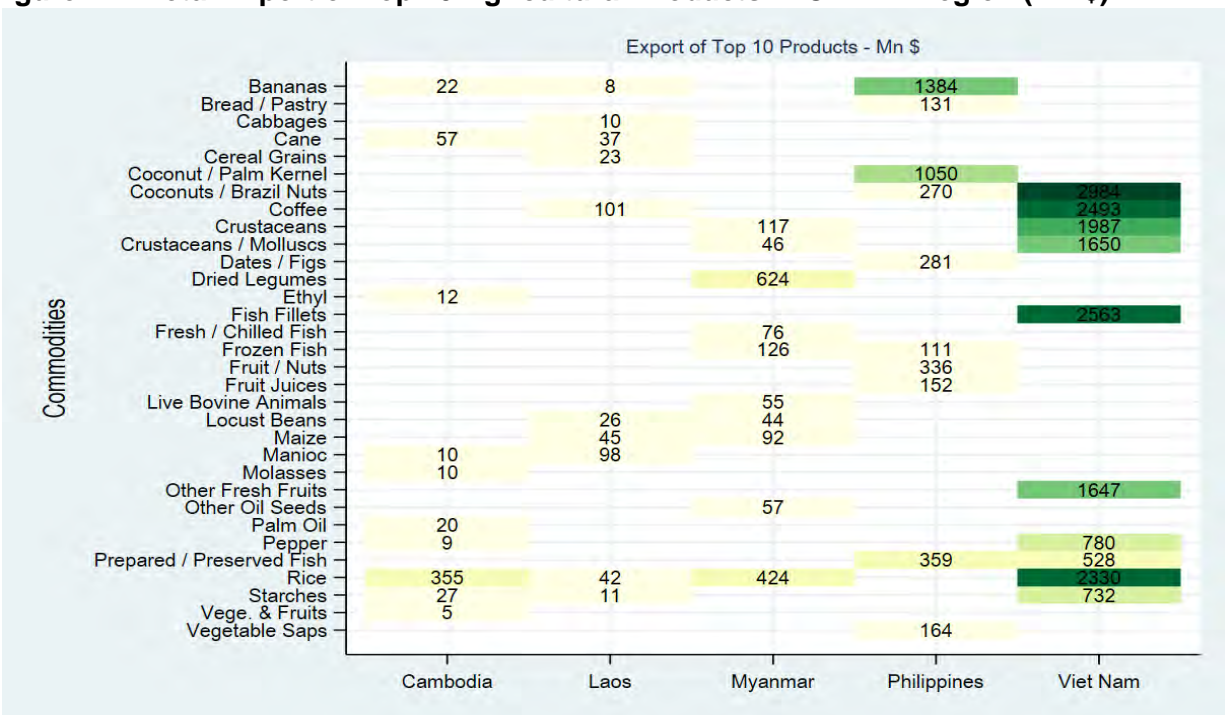 Export of Top 10 Products - Mn $
Commodities
Bananas 22 8 1384
Bread / Pastry 131
Cabbages 10
Cane 57 37
Cereal Grains 23
Coconut / Palm Kernel 1050
Coconuts / Brazil Nuts 270 2984
Coffee 101 2493
Crustaceans 117 1987
Crustaceans / Molluscs 46 1650
Dates / Figs 281
Dried Legumes 624
Ethyl 12
Fish Fillets 2563
Fresh / Chilled Fish 76
Frozen Fish 126 111
Fruit / Nuts 336
Fruit Juices 152
Live Bovine Animals 55
Locust Beans 26 44
Maize 45 92
Manioc 10 98
Molasses 10
Other Fresh Fruits 1647
Other Oil Seeds 57
Palm Oil 20
Pepper 9 780
Prepared / Preserved Fish 359 528
Rice 355 42 424 2330
Starches 27 11 732
Vege. & Fruits 5
Vegetable Saps 164
Cambodia Laos Myanmar Philippines Viet Nam